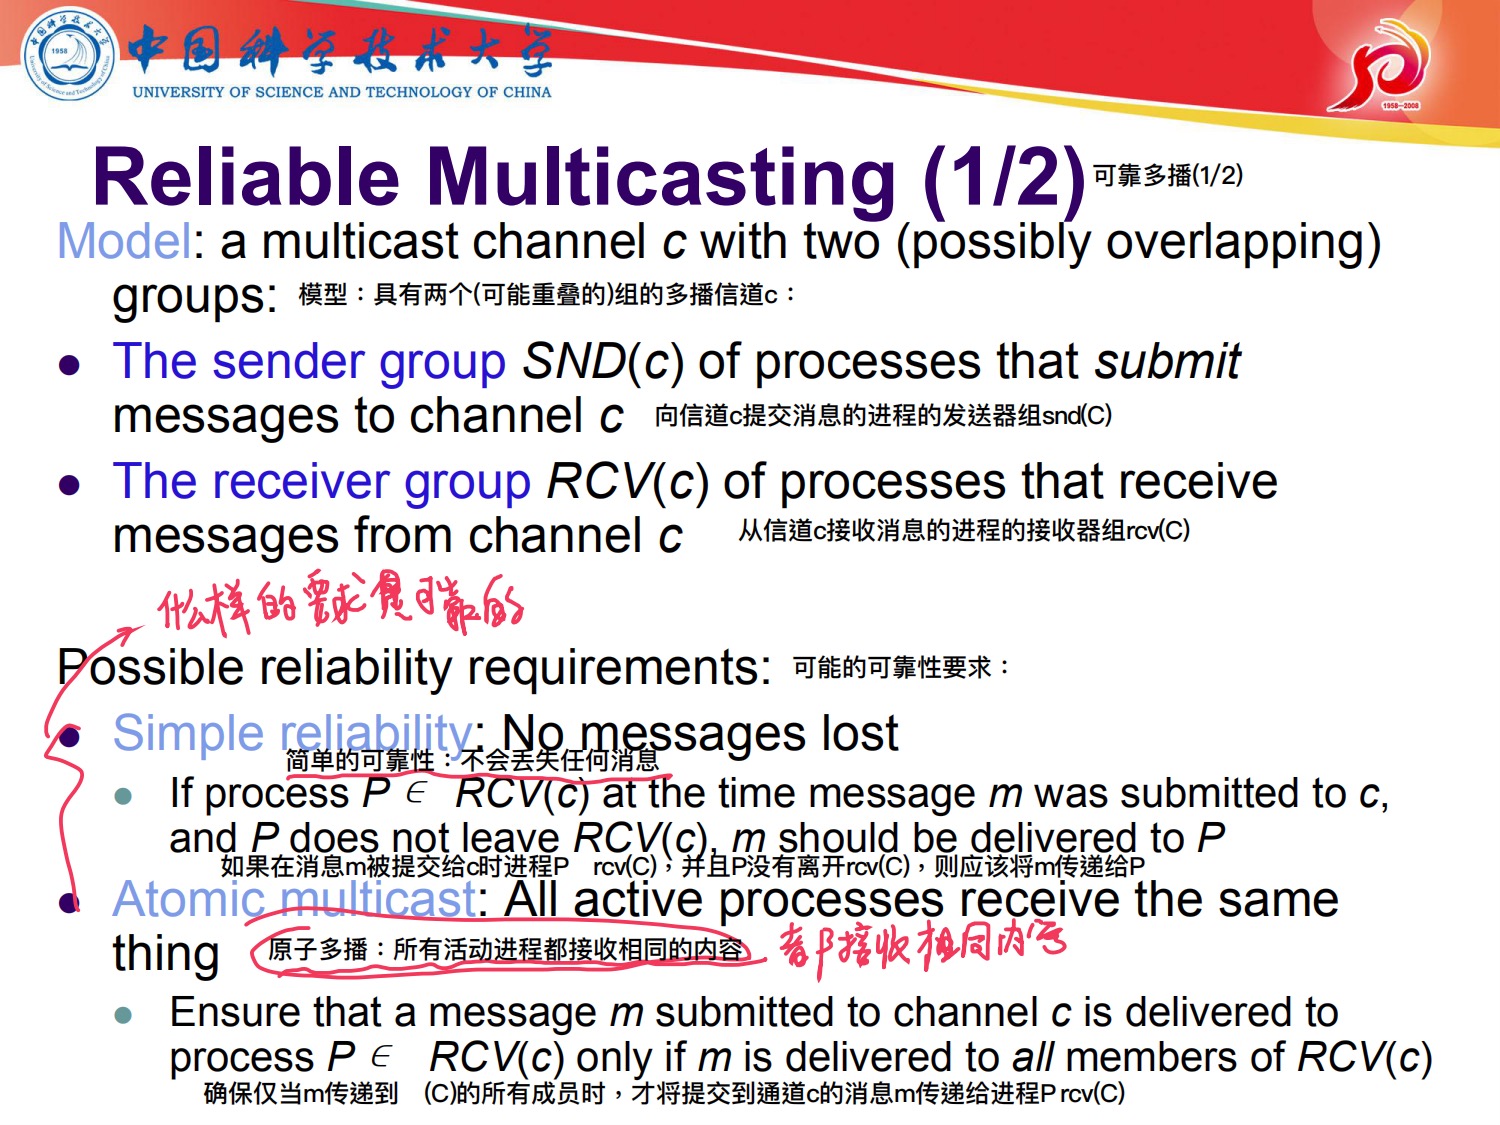 中国科学技术大学
UNIVERSITY OF SCIENCE AND TECHNOLOGY OF CHINA
1958
1958—2008
Reliable Multicasting (1/2) 可靠多播(1/2)
Model: a multicast channel c with two (possibly overlapping)
groups: 模型：具有两个(可能重叠的)组的多播信道c：
The sender group SND(c) of processes that submit
messages to channel c 向信道c提交消息的进程的发送器组snd(C)
The receiver group RCV(c) of processes that receive
messages from channel c 从信道c接收消息的进程的接收器组rcv(C)
什么样的要求是可靠的
Possible reliability requirements: 可能的可靠性要求：
Simple reliability: No messages lost
简单的可靠性：不会丢失任何消息
If process P ∈ RCV(c) at the time message m was submitted to c,
and P does not leave RCV(c), m should be delivered to P
如果在消息m被提交给c时进程P rcv(C)，并且P没有离开rcv(C)，则应该将m传递给P
Atomic multicast: All active processes receive the same
thing 原子多播：所有活动进程都接收相同的内容 都接收相同内容
Ensure that a message m submitted to channel c is delivered to
process P ∈ RCV(c) only if m is delivered to all members of RCV(c)
确保仅当m传递到 (C)的所有成员时，才将提交到通道c的消息m传递给进程P rcv(C)